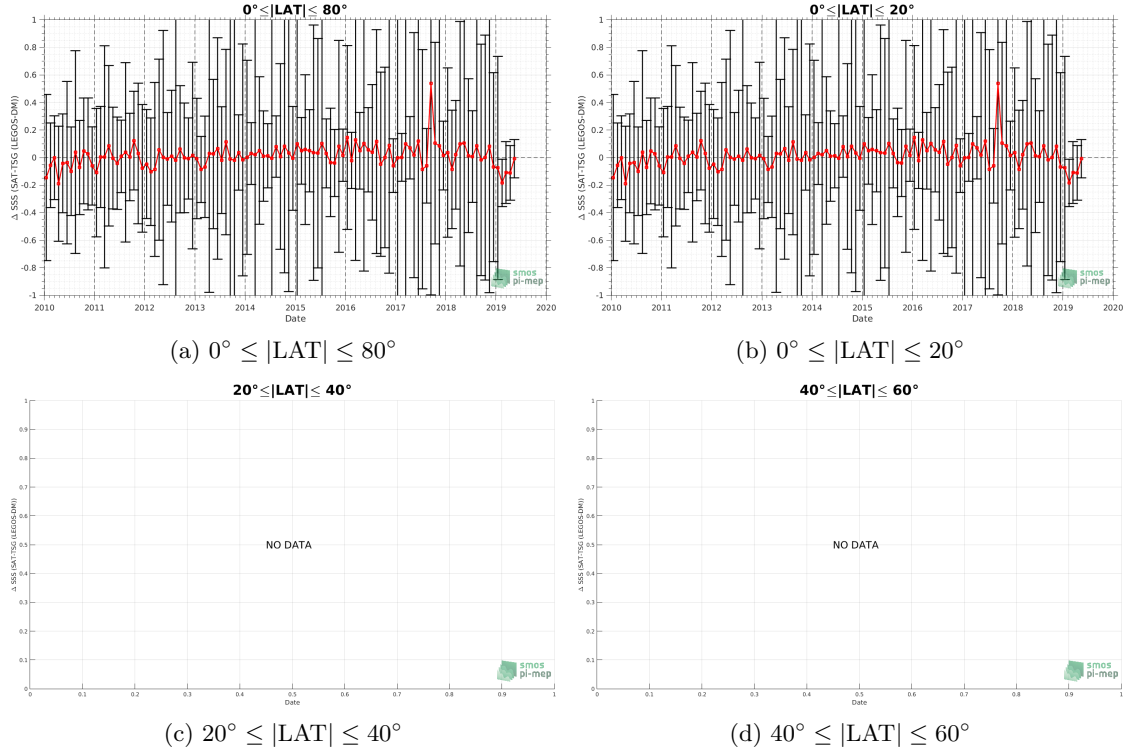 0°≤|LAT|≤ 80°
1
0.8
0.6
0.4
0.2
0
-0.2
-0.4
-0.6
-0.8
-1
Δ SSS (SAT-TSG (LEGOS-DM))
2010 2011 2012 2013 2014 2015 2016 2017 2018 2019 2020
Date
smos
pi-mep
(a) 0° ≤ |LAT| ≤ 80°
0°≤|LAT|≤ 20°
1
0.8
0.6
0.4
0.2
0
-0.2
-0.4
-0.6
-0.8
-1
Δ SSS (SAT-TSG (LEGOS-DM))
2010 2011 2012 2013 2014 2015 2016 2017 2018 2019 2020
Date
smos
pi-mep
(b) 0° ≤ |LAT| ≤ 20°
20°≤|LAT|≤ 40°
1
0.9
0.8
0.7
0.6
0.5
0.4
0.3
0.2
0.1
0
Δ SSS (SAT-TSG (LEGOS-DM))
NO DATA
0 0.1 0.2 0.3 0.4 0.5 0.6 0.7 0.8 0.9 1
Date
smos
pi-mep
(c) 20° ≤ |LAT| ≤ 40°
40°≤|LAT|≤ 60°
1
0.9
0.8
0.7
0.6
0.5
0.4
0.3
0.2
0.1
0
Δ SSS (SAT-TSG (LEGOS-DM))
NO DATA
0 0.1 0.2 0.3 0.4 0.5 0.6 0.7 0.8 0.9 1
Date
smos
pi-mep
(d) 40° ≤ |LAT| ≤ 60°